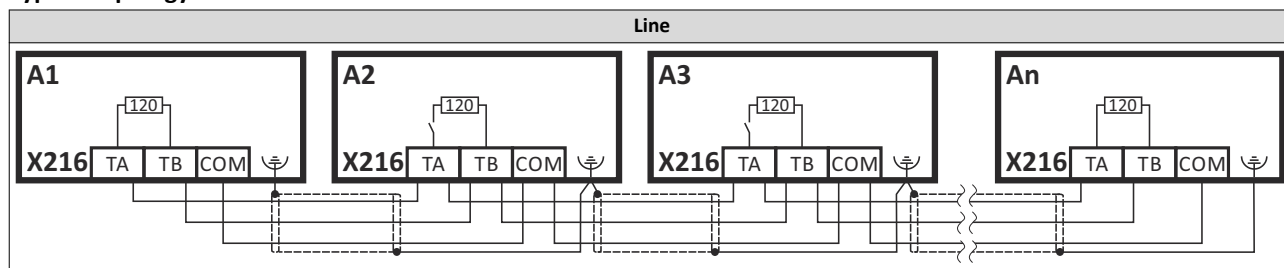 Line
A1 A2 A3 An
120 120 120 120
X216 TA TB COM X216 TA TB COM X216 TA TB COM X216 TA TB COM